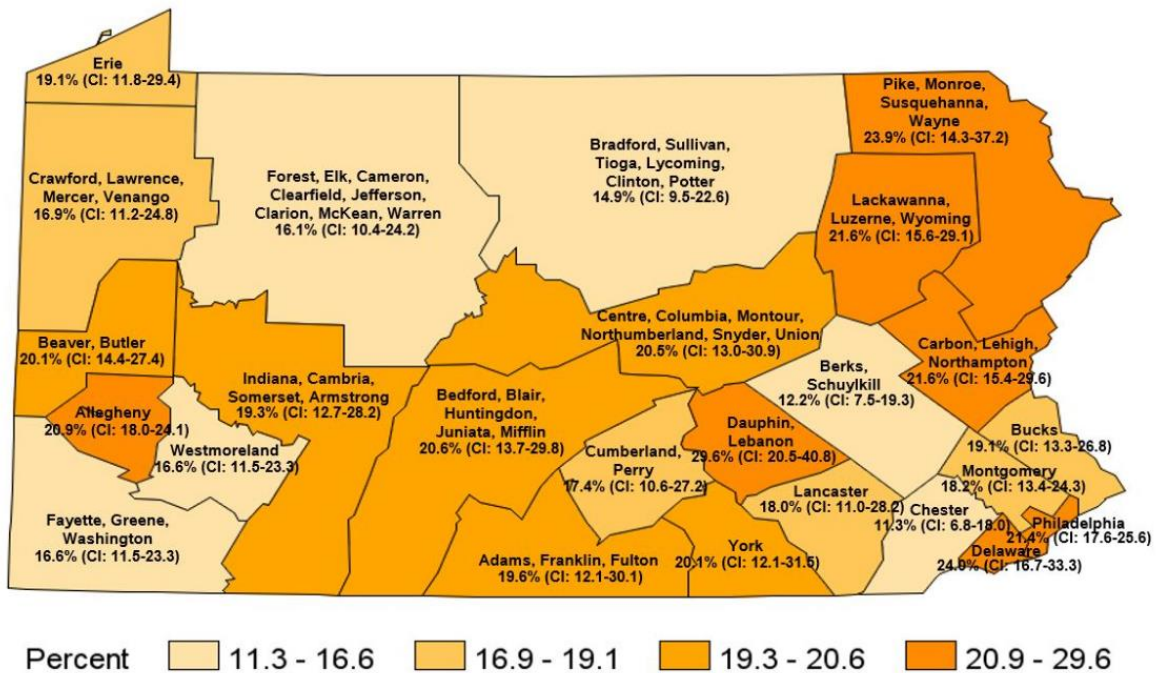 Erie
19.1% (CI: 11.8-29.4)
Crawford, Lawrence,
Mercer, Venango
16.9% (CI: 11.2-24.8)
Forest, Elk, Cameron,
Clearfield, Jefferson,
Clarion, McKean, Warren
16.1% (CI: 10.4-24.2)
Bradford, Sullivan,
Tioga, Lycoming,
Clinton, Potter
14.9% (CI: 9.5-22.6)
Pike, Monroe,
Susquehanna,
Wayne
23.9% (CI: 14.3-37.2)
Lackawanna,
Luzerne, Wyoming
21.6% (CI: 15.6-29.1)
Beaver, Butler
20.1% (CI: 14.4-27.4)
Allegheny
20.9% (CI: 18.0-24.1)
Westmoreland
16.6% (CI: 11.5-23.3)
Fayette, Greene,
Washington
16.6% (CI: 11.5-23.3)
Indiana, Cambria,
Somerset, Armstrong
19.3% (CI: 12.7-28.2)
Bedford, Blair,
Huntingdon,
Juniata, Mifflin
20.6% (CI: 13.7-29.8)
Centre, Columbia, Montour,
Northumberland, Snyder, Union
20.5% (CI: 13.0-30.9)
Carbon, Lehigh,
Northampton
21.6% (CI: 15.4-29.6)
Berks,
Schuylkill
12.2% (CI: 7.5-19.3)
Dauphin,
Lebanon
29.6% (CI: 20.5-40.8)
Cumberland,
Perry
17.4% (CI: 10.6-27.2)
Bucks
19.1% (CI: 13.3-26.8)
Montgomery
18.2% (CI: 13.4-24.3)
Lancaster
18.0% (CI: 11.0-28.2)
Chester
11.3% (CI: 6.8-18.0)
Philadelphia
21.4% (CI: 17.6-25.6)
Delaware
(CI: 16.7-33.3)
Adams, Franklin, Fulton
19.6% (CI: 12.1-30.1)
York
20.1% (CI: 12.1-31.5)
Percent 11.3 - 16.6 16.9 - 19.1 19.3 - 20.6 20.9 - 29.6